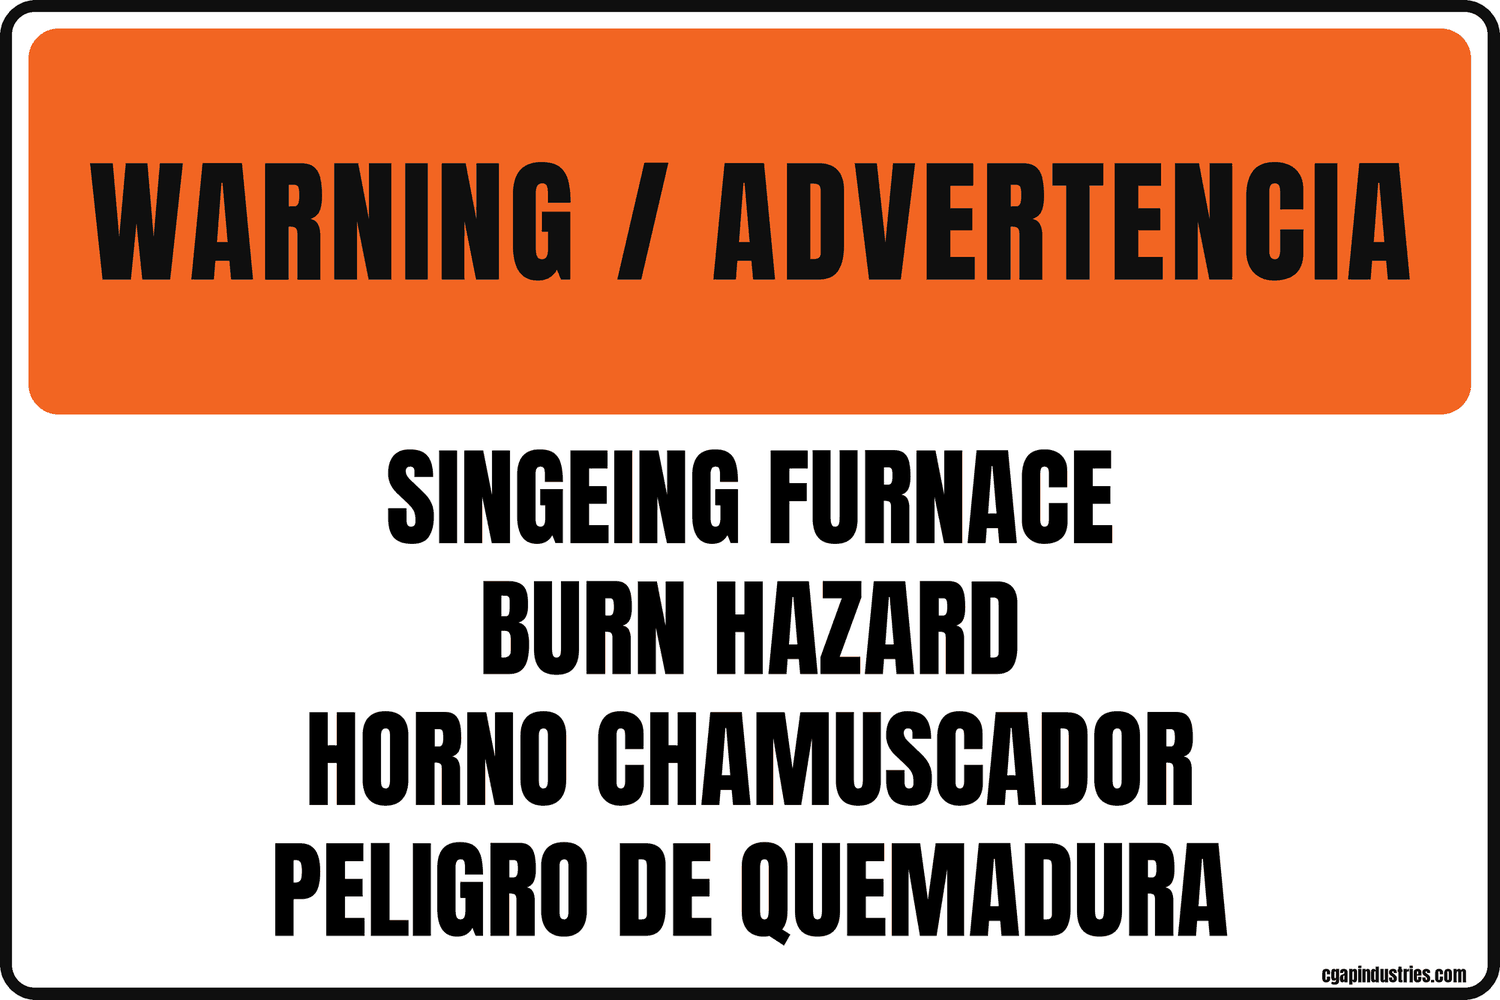 WARNING / ADVERTENCIA
SINGEING FURNACE
BURN HAZARD
HORNO CHAMUSCADOR
PELIGRO DE QUEMADURA
cgapindustries.com